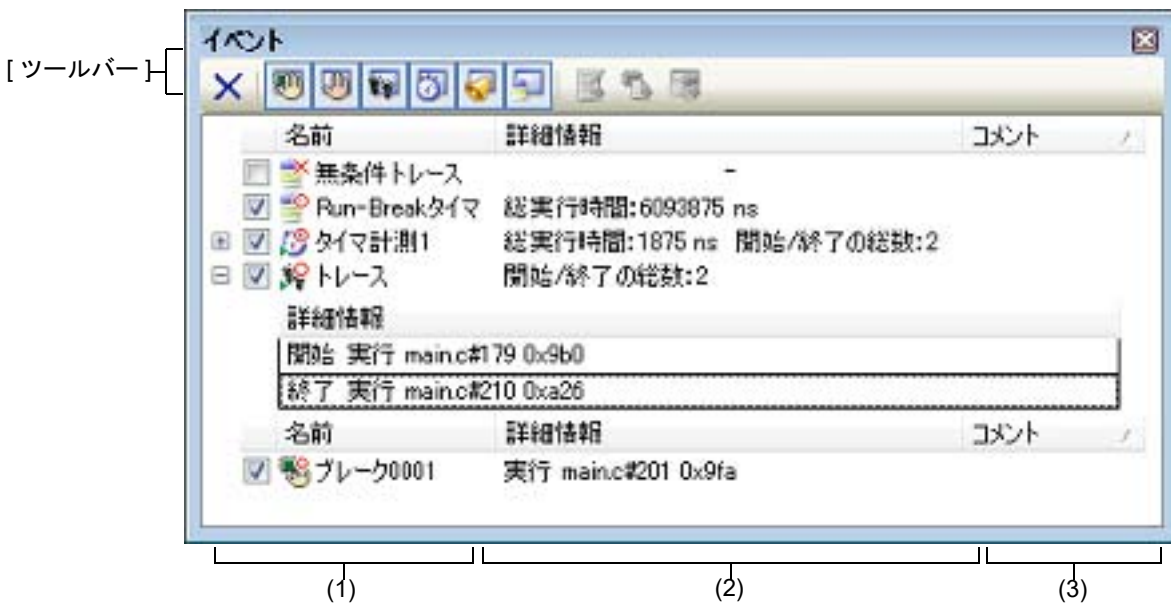 イベント
[ ツールバー ]
名前 詳細情報 コメント
無条件トレース -
Run-Breakタイマ 総実行時間:6093875 ns
タイマ計測1 総実行時間:1875 ns 開始/終了の総数:2
トレース 開始/終了の総数:2
詳細情報
開始 実行 main.c#179 0x9b0
終了 実行 main.c#210 0xa26
名前 詳細情報 コメント
ブレーク0001 実行 main.c#201 0x9fa
(1) (2) (3)